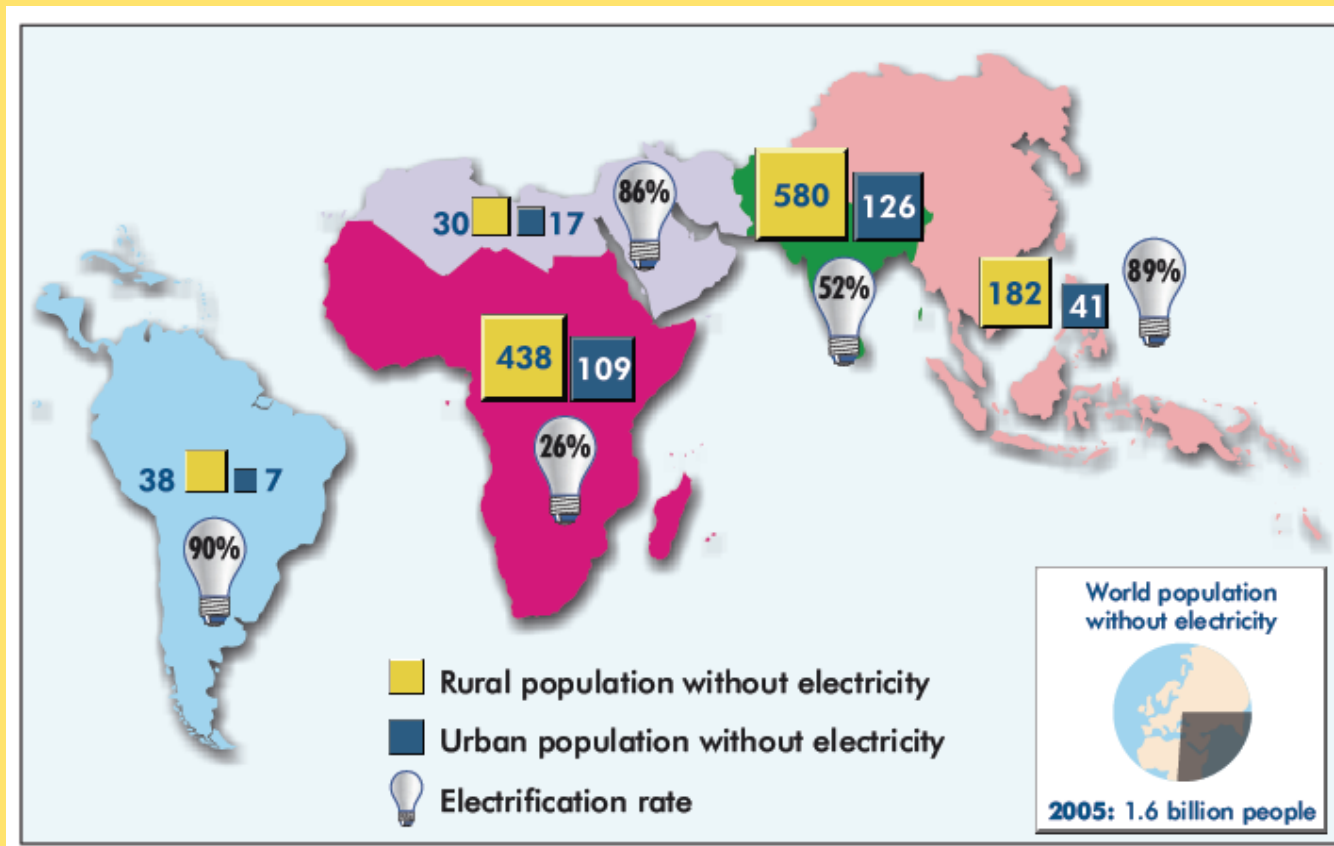 86%
30
17
580
126
52%
182
41
89%
438
109
26%
38
7
90%
Rural population without electricity
Urban population without electricity
Electrification rate
World population
without electricity
2005: 1.6 billion people